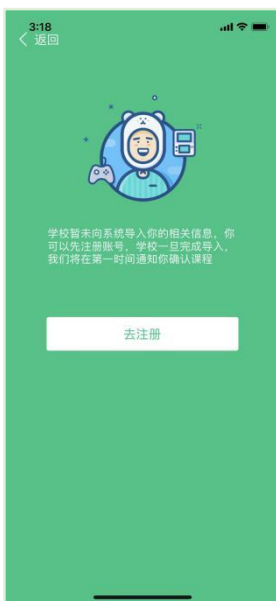 3:18
返回
学校暂未向系统导入你的相关信息，你
可以先注册账号，学校一旦完成导入，
我们将在第一时间通知你确认课程
去注册